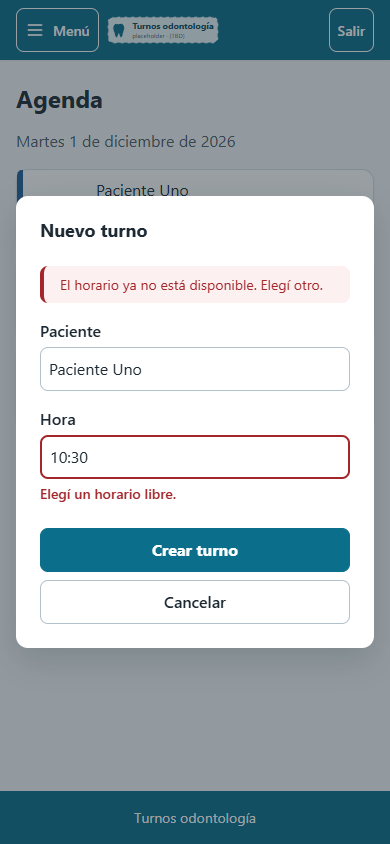 Menú
Turnos odontología
placeholder · (182)
Salir
Agenda
Martes 1 de diciembre de 2026
Paciente Uno
Nuevo turno
El horario ya no está disponible. Elegí otro.
Paciente
Paciente Uno
Hora
10:30
Elegí un horario libre.
Crear turno
Cancelar
Turnos odontología